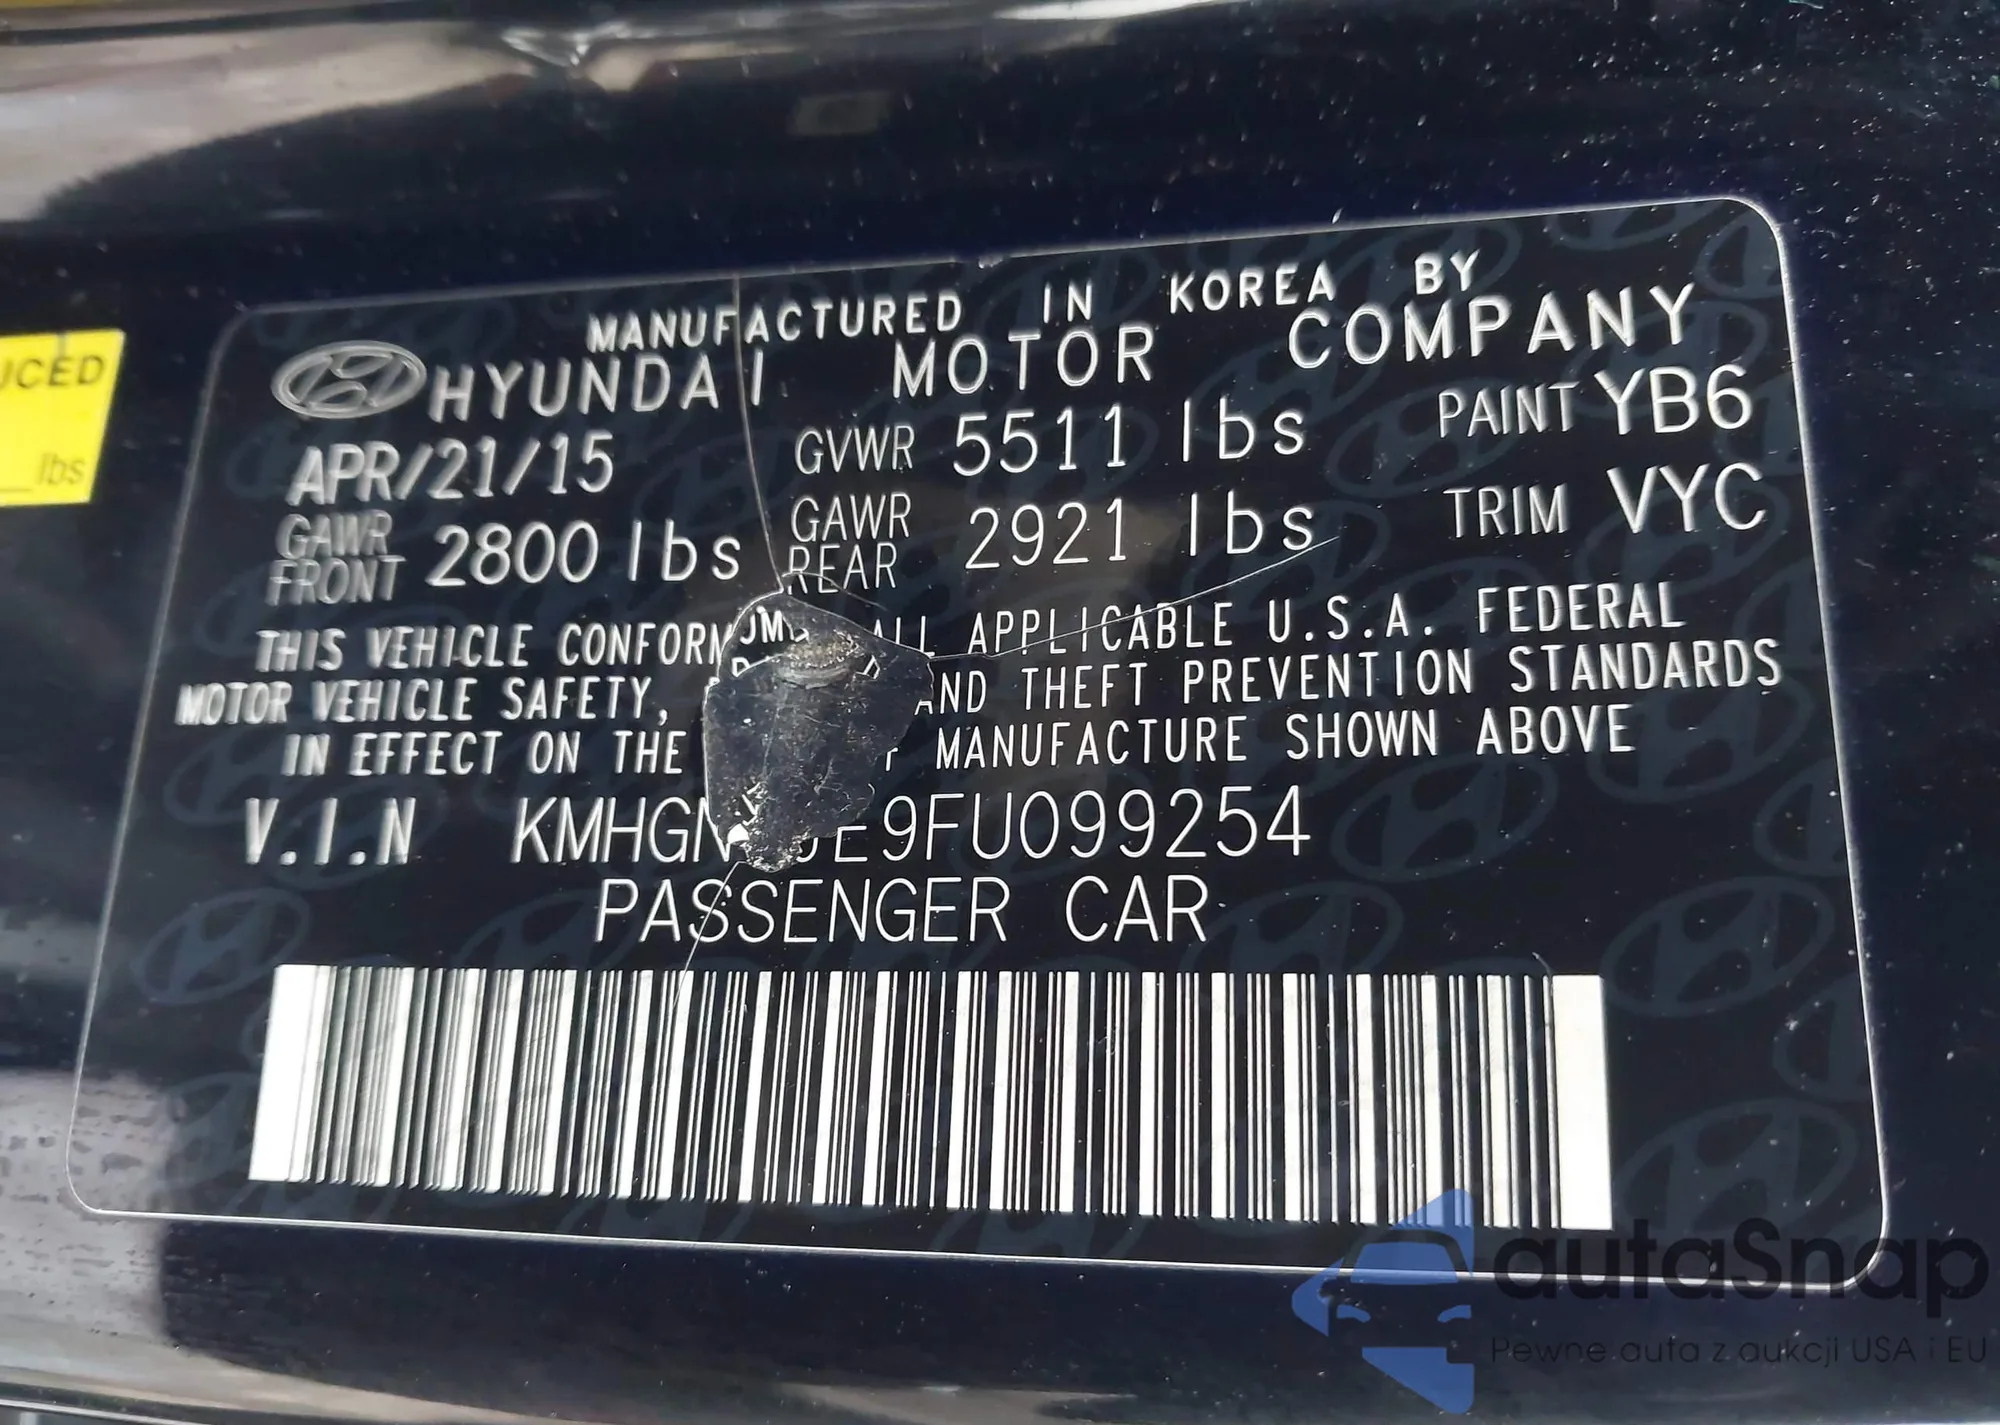 MANUFACTURED IN KOREA BY
HYUNDAI MOTOR COMPANY
APR/21/15 GVWR 5511 lbs PAINT YB6
GAWR FRONT 2800 lbs GAWR REAR 2921 lbs TRIM VYC
THIS VEHICLE ALL APPLICABLE U.S.A. FEDERAL
MOTOR VEHICLE SAFETY, AND THEFT PREVENTION STANDARDS
IN EFFECT ON THE MANUFACTURE SHOWN ABOVE
V.I.N
PASSENGER CAR
lbs
autaSnap
Pewne auta z aukcji USA i EU